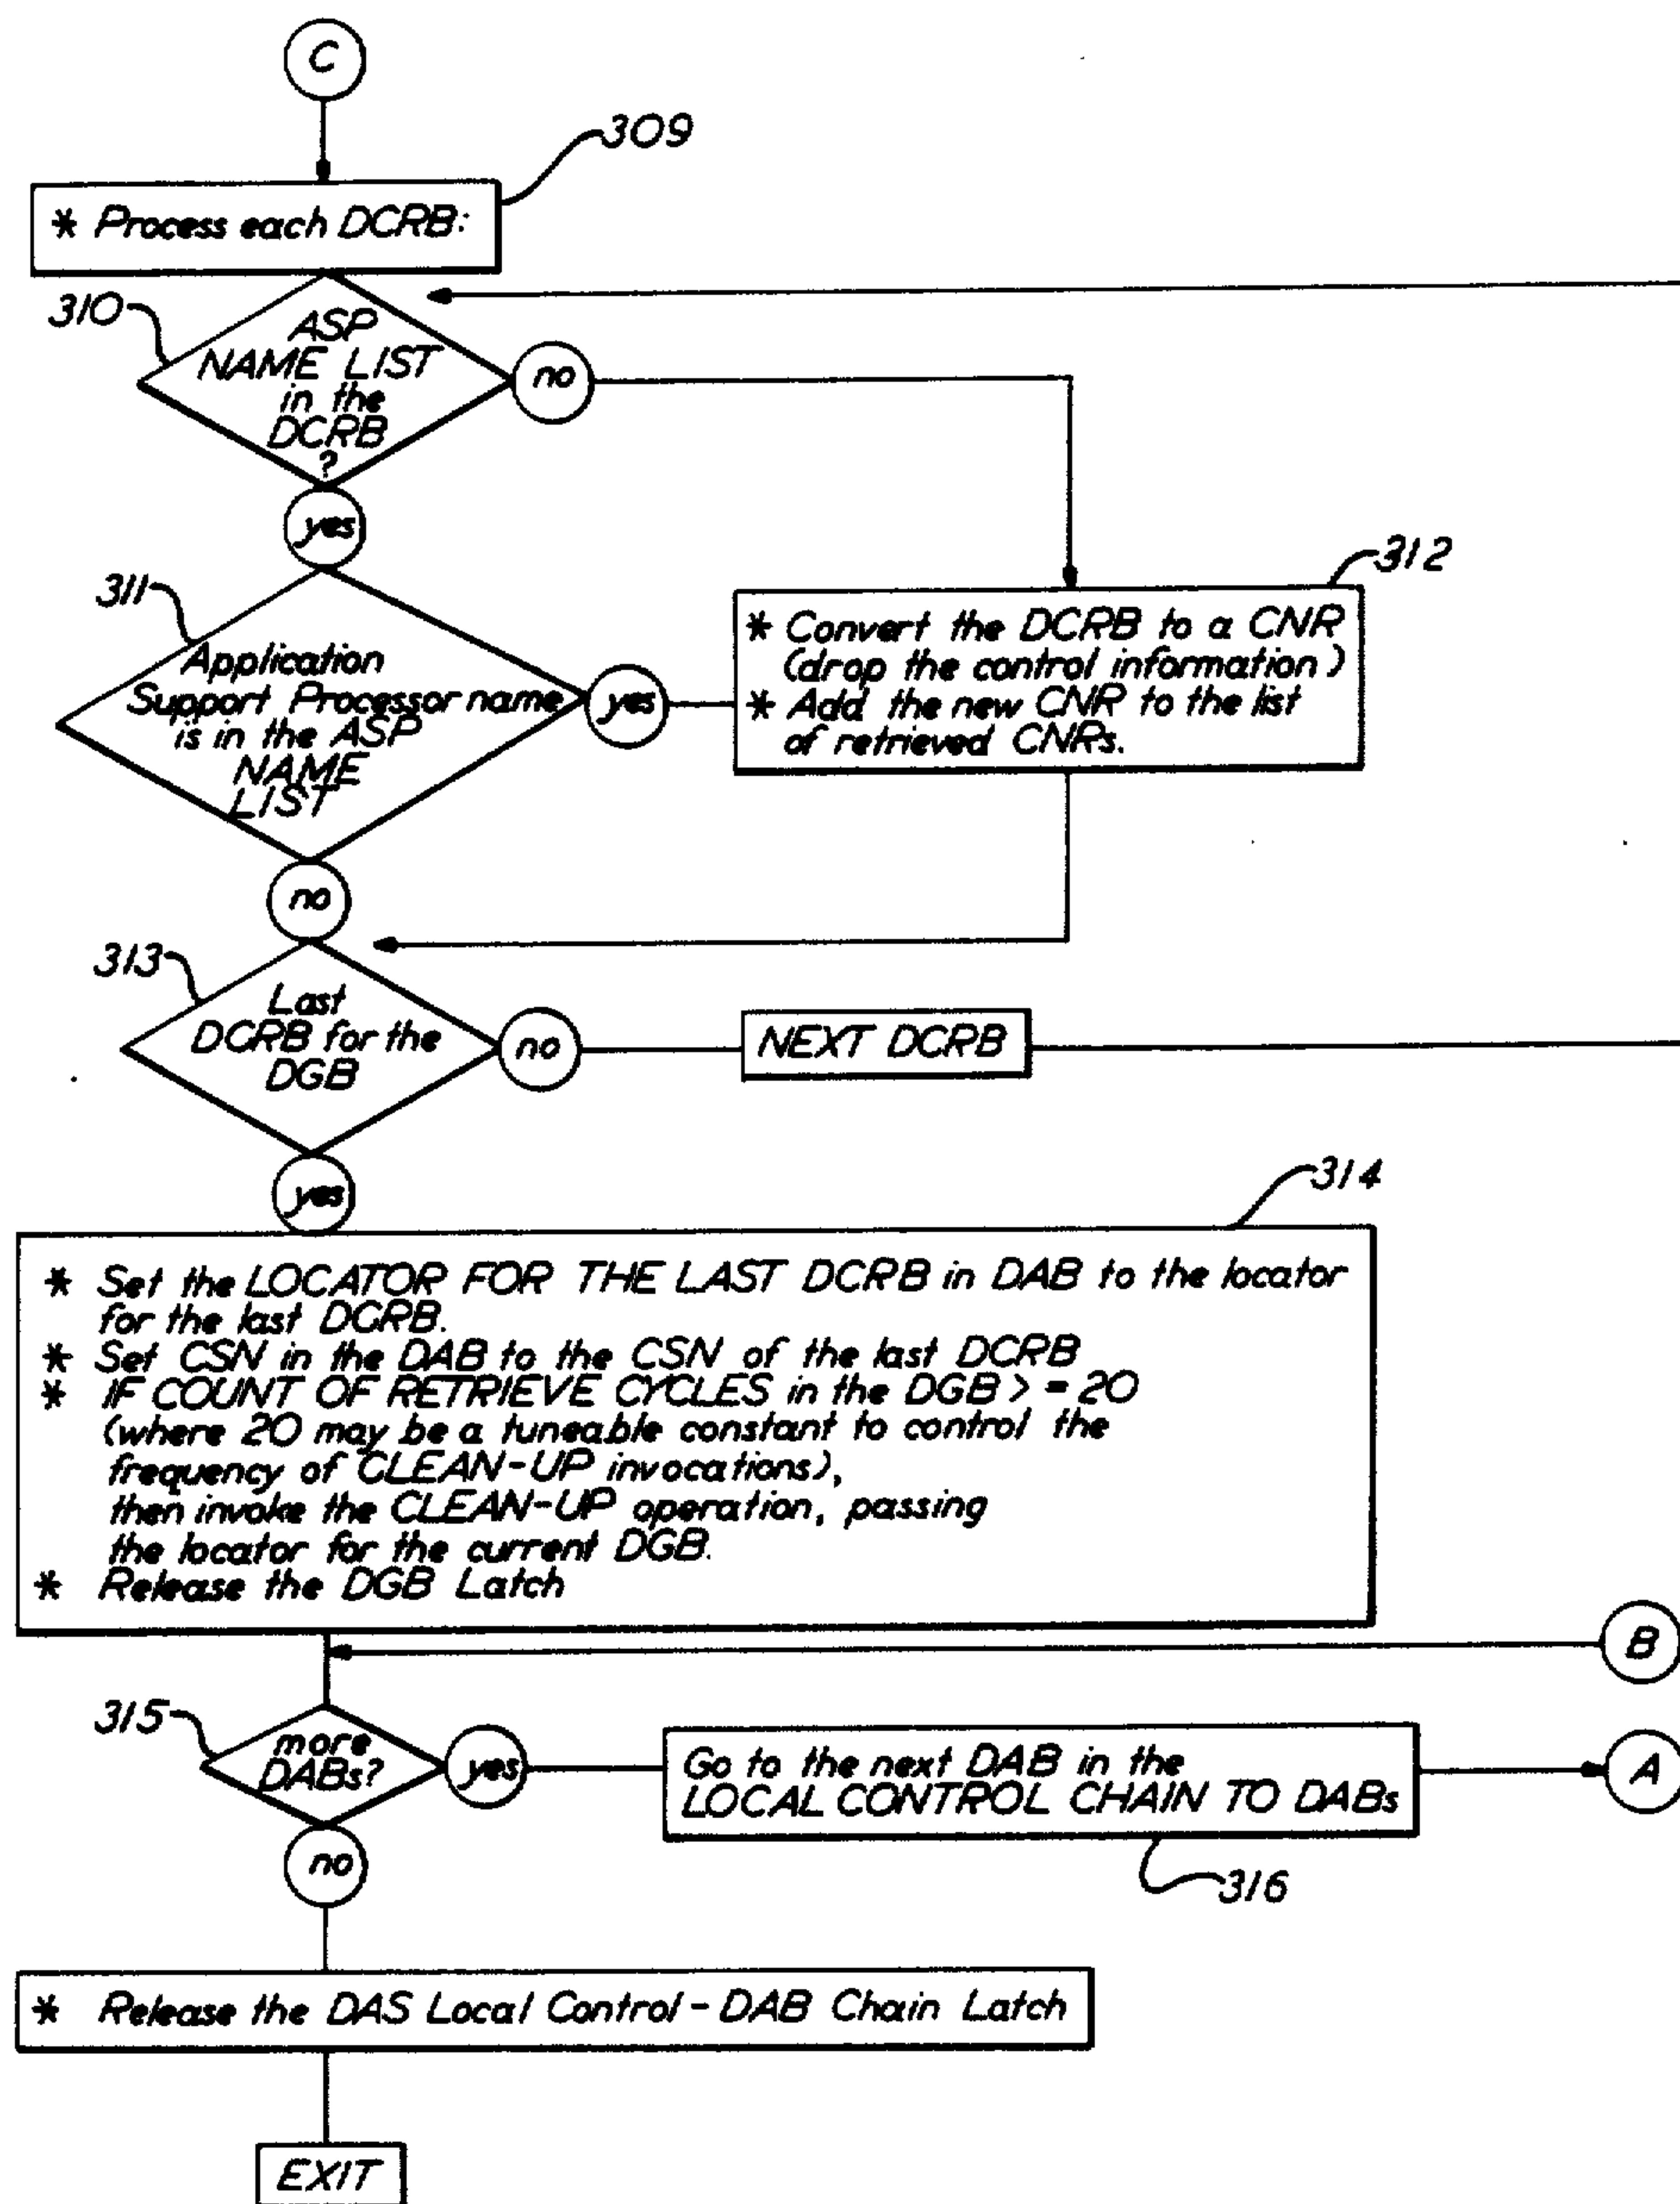 C
309
* Process each DCRB:
310
ASP
NAME LIST
in the
DCRB
?
no
yes
311
Application
Support Processor name
is in the ASP
NAME
LIST
yes
312
* Convert the DCRB to a CNR
(drop the control information)
* Add the new CNR to the list
of retrieved CNRs.
no
313
Last
DCRB for the
DGB
no
NEXT DCRB
yes
314
* Set the LOCATOR FOR THE LAST DCRB in DAB to the locator
for the last DCRB.
* Set CSN in the DAB to the CSN of the last DCRB
* IF COUNT OF RETRIEVE CYCLES in the DGB > = 20
(where 20 may be a tuneable constant to control the
frequency of CLEAN-UP invocations),
then invoke the CLEAN-UP operation, passing
the locator for the current DGB.
* Release the DGB Latch
B
315
more
DABs?
yes
Go to the next DAB in the
LOCAL CONTROL CHAIN TO DABs
A
316
no
* Release the DAS Local Control - DAB Chain Latch
EXIT